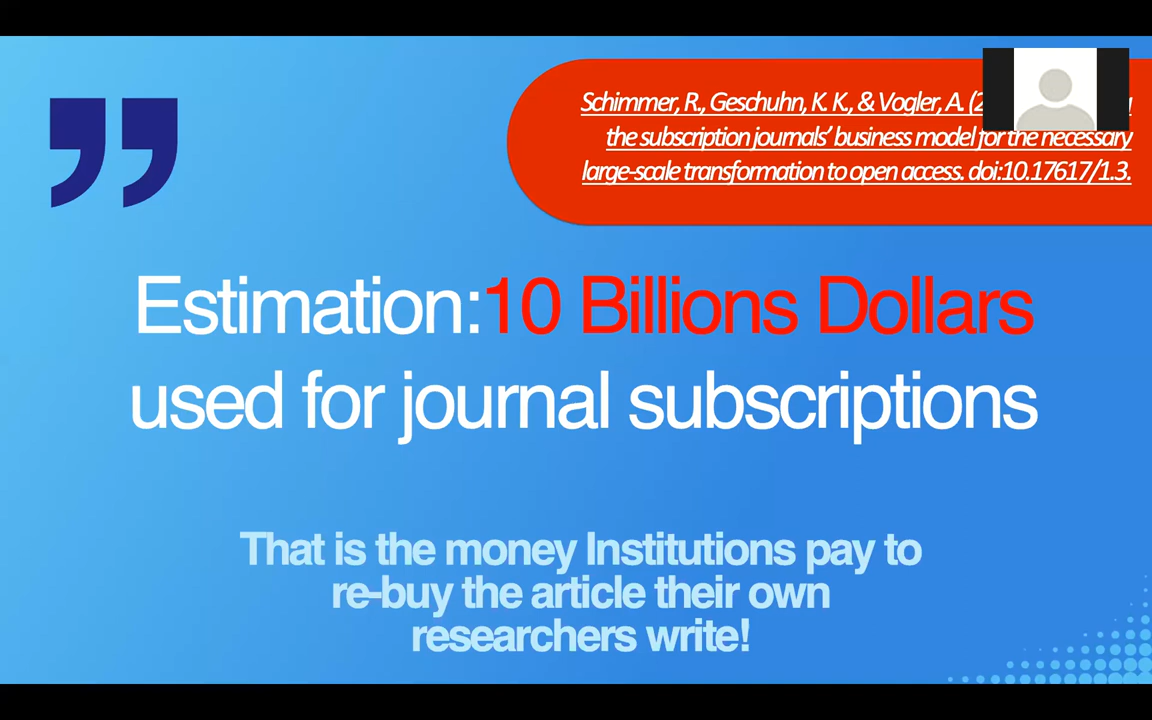 Schimmer, R., Geschuhn, K. K., & Vogler, A. (2
the subscription journals’ business model for the necessary
large-scale transformation to open access. doi:10.17617/1.3.
”
Estimation:10 Billions Dollars
used for journal subscriptions
That is the money Institutions pay to
re-buy the article their own
researchers write!